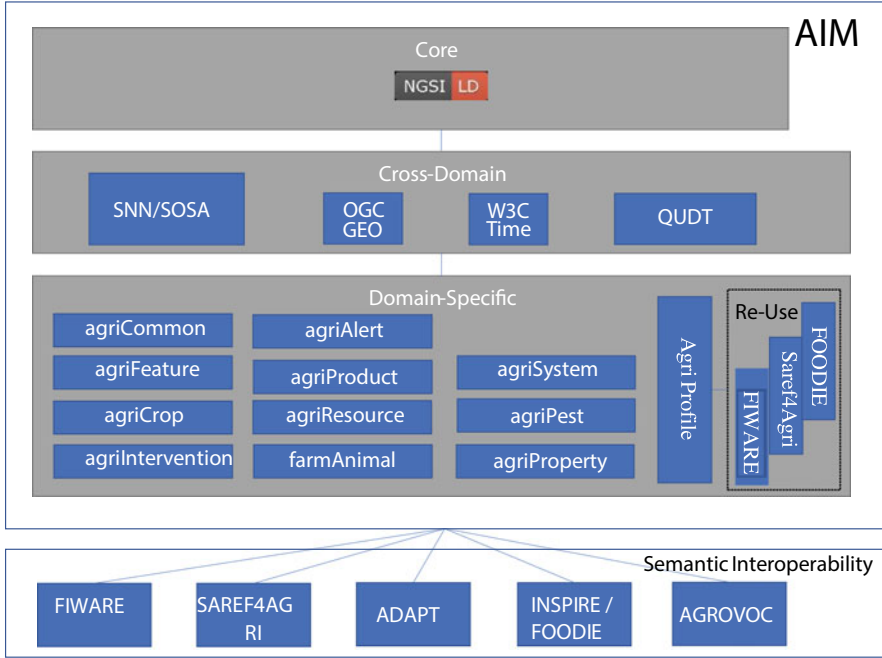 AIM
Core
NGSI LD
Cross-Domain
SNN/SOSA
OGC
GEO
W3C
Time
QUDT
Domain-Specific
agriCommon
agriFeature
agriCrop
agriIntervention
agriAlert
agriProduct
agriResource
farmAnimal
agriSystem
agriPest
agriProperty
Agri Profile
Re-Use
FIWARE
Saref4Agri
FOODIE
Semantic Interoperability
FIWARE
SAREF4AG
RI
ADAPT
INSPIRE /
FOODIE
AGROVOC